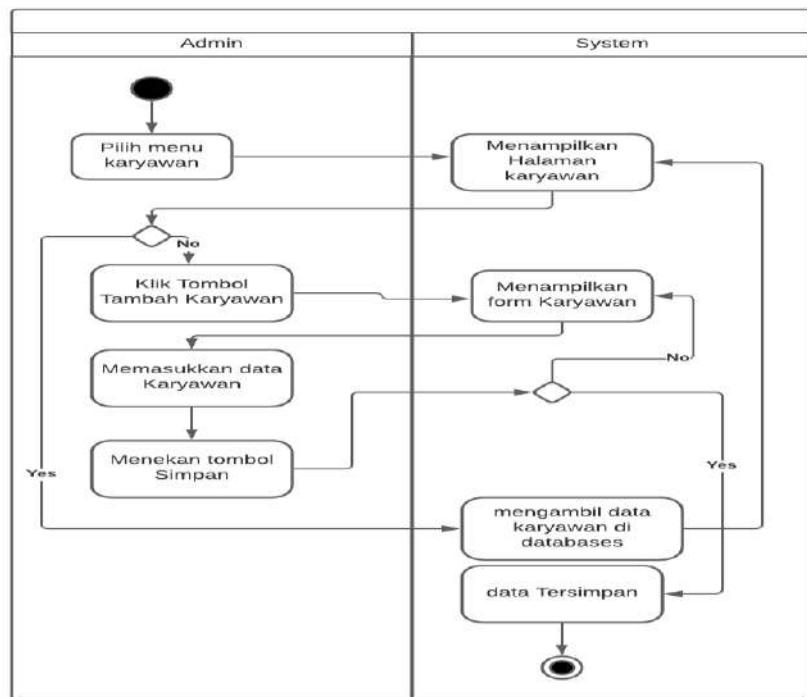 Admin
System
Pilih menu
karyawan
Menampilkan
Halaman
karyawan
No
Klik Tombol
Tambah Karyawan
Menampilkan
form Karyawan
No
Memasukkan data
Karyawan
Menekan tombol
Simpan
Yes
Yes
mengambil data
karyawan di
databases
data Tersimpan